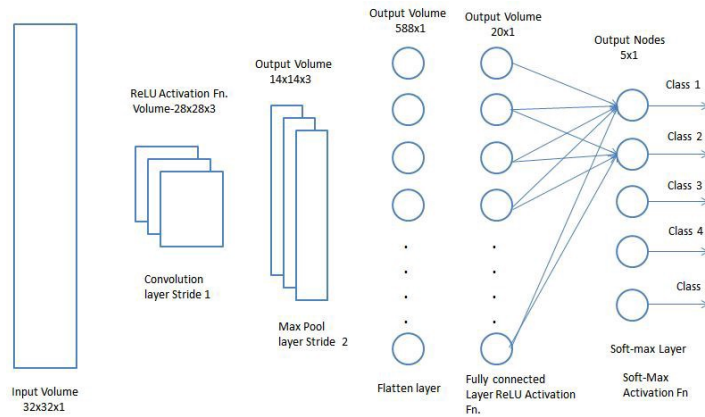 Output Volume
588x1
Output Volume
20x1
Output Nodes
5x1
Output Volume
14x14x3
ReLU Activation Fn.
Volume-28x28x3
Class 1
Class 2
Class 3
Class 4
Class
Convolution
layer Stride 1
Max Pool
layer Stride 2
Soft-max Layer
Input Volume
32x32x1
Flatten layer
Fully connected
Layer ReLU Activation
Fn.
Soft-Max
Activation Fn